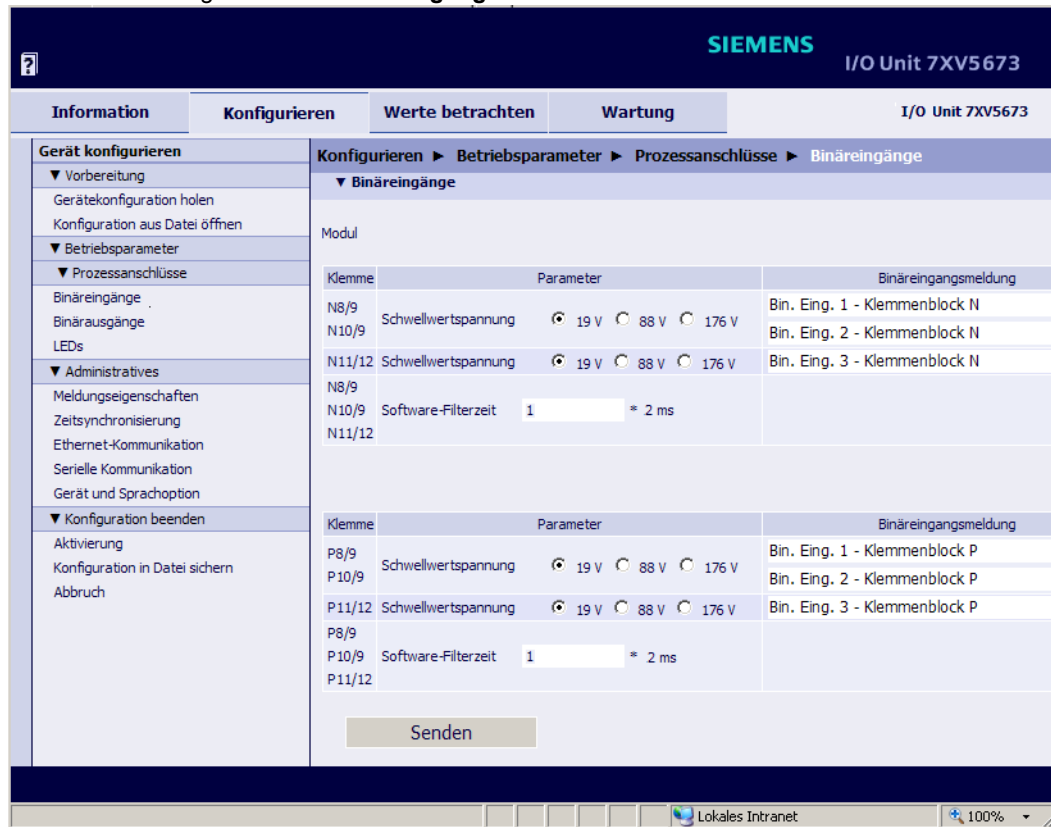 SIEMENS
I/O Unit 7XV5673
?
Information
Konfigurieren
Werte betrachten
Wartung
I/O Unit 7XV5673
Gerät konfigurieren
▼ Vorbereitung
Gerätekonfiguration holen
Konfiguration aus Datei öffnen
▼ Betriebsparameter
▼ Prozessanschlüsse
Binäreingänge
Binärausgänge
LEDs
▼ Administratives
Meldungseigenschaften
Zeitsynchronisierung
Ethernet-Kommunikation
Serielle Kommunikation
Gerät und Sprachoption
▼ Konfiguration beenden
Aktivierung
Konfiguration in Datei sichern
Abbruch
Konfigurieren ► Betriebsparameter ► Prozessanschlüsse ► Binäreingänge
▼ Binäreingänge
Modul
Klemme Parameter Binäreingangsmeldung
N8/9
N10/9
Schwellwertspannung 19 V 88 V 176 V
Bin. Eing. 1 - Klemmenblock N
Bin. Eing. 2 - Klemmenblock N
N11/12 Schwellwertspannung 19 V 88 V 176 V Bin. Eing. 3 - Klemmenblock N
N8/9
N10/9 Software-Filterzeit 1 * 2 ms
N11/12
Klemme Parameter Binäreingangsmeldung
P8/9
P10/9
Schwellwertspannung 19 V 88 V 176 V
Bin. Eing. 1 - Klemmenblock P
Bin. Eing. 2 - Klemmenblock P
P11/12 Schwellwertspannung 19 V 88 V 176 V Bin. Eing. 3 - Klemmenblock P
P8/9
P10/9 Software-Filterzeit 1 * 2 ms
P11/12
Senden
Lokales Intranet
100%